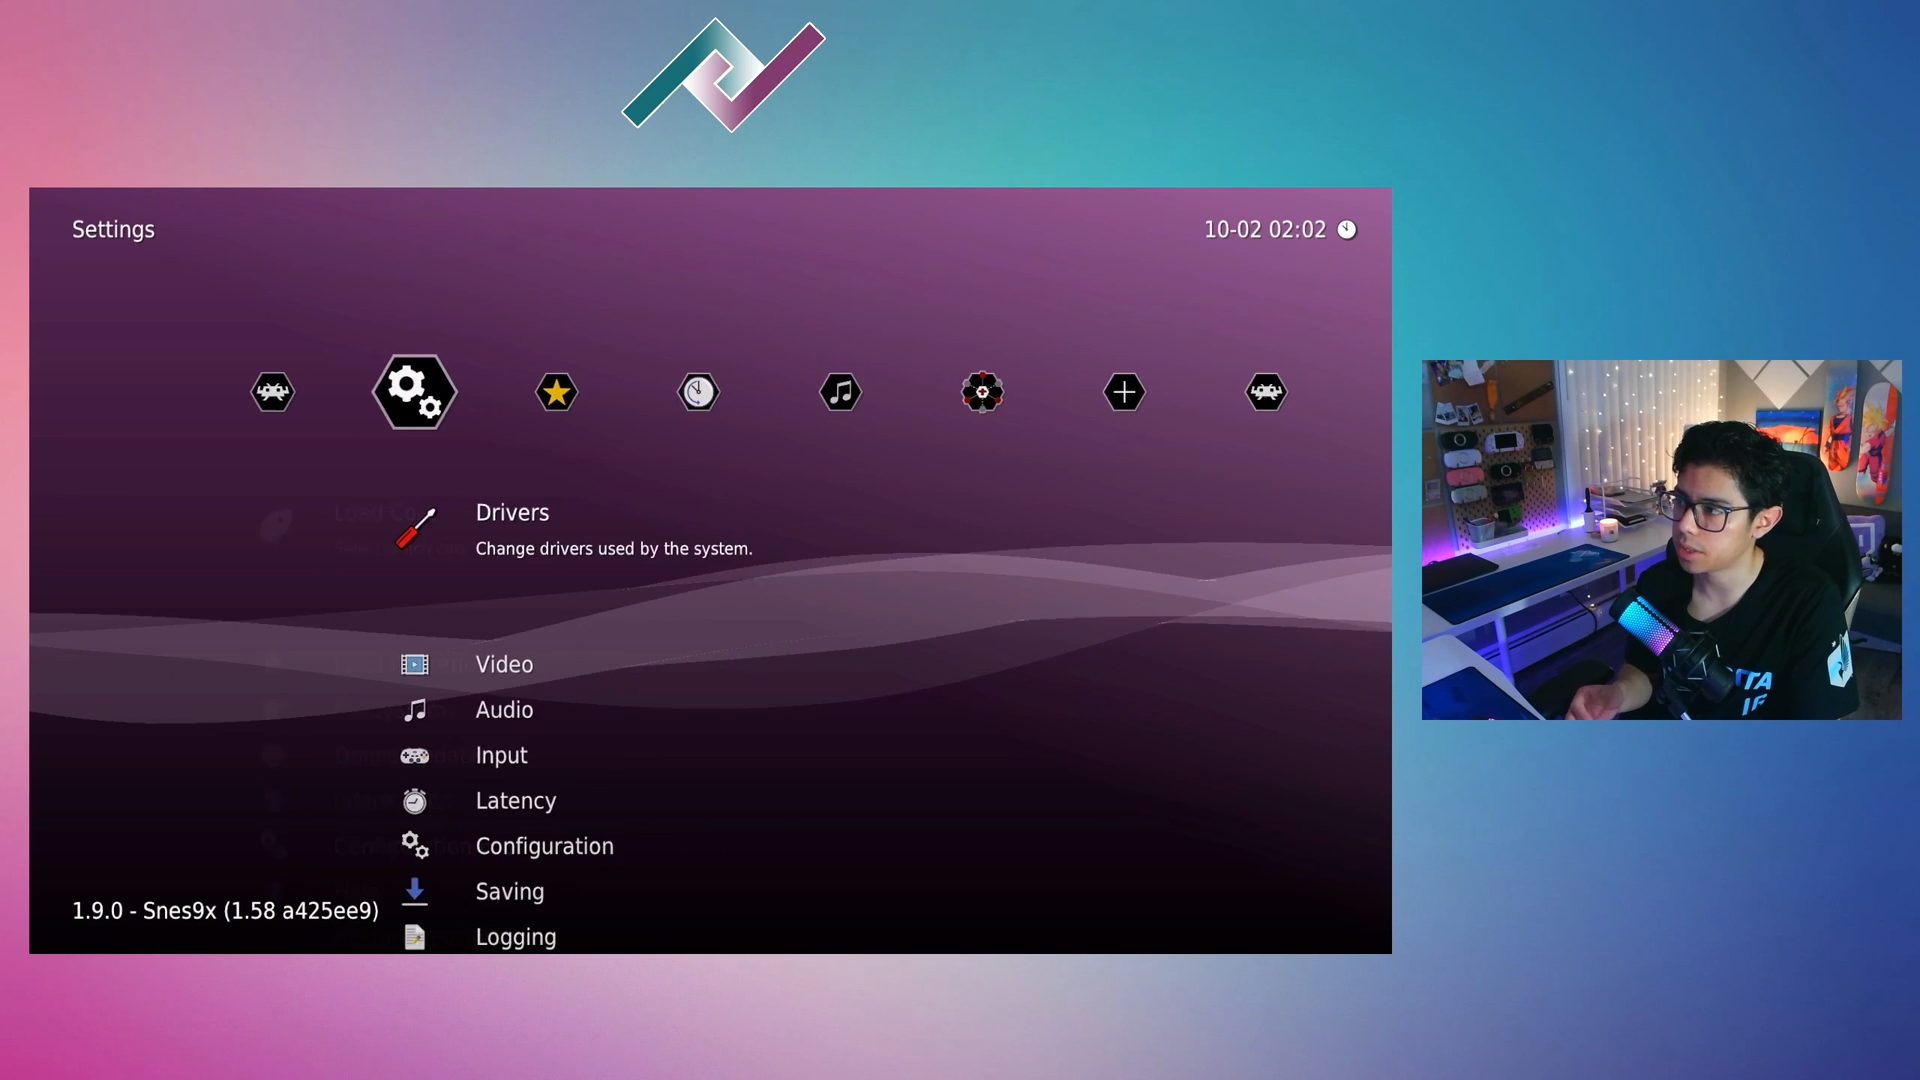 Settings
10-02 02:02
Drivers
Change drivers used by the system.
Video
Audio
Input
Latency
Configuration
Saving
1.9.0 - Snes9x (1.58 a425ee9)
Logging